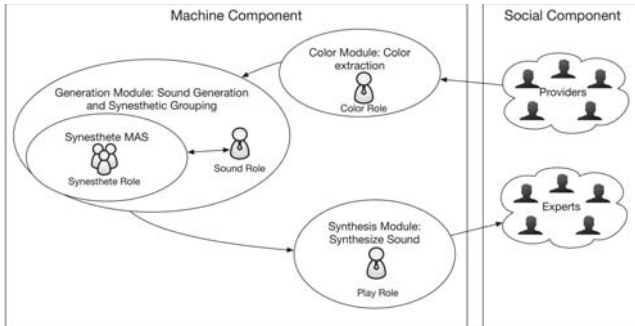 Machine Component
Social Component
Color Module: Color
extraction
Color Role
Providers
Generation Module: Sound Generation
and Synesthetic Grouping
Synesthete MAS
Synesthete Role
Sound Role
Experts
Synthesis Module:
Synthesize Sound
Play Role